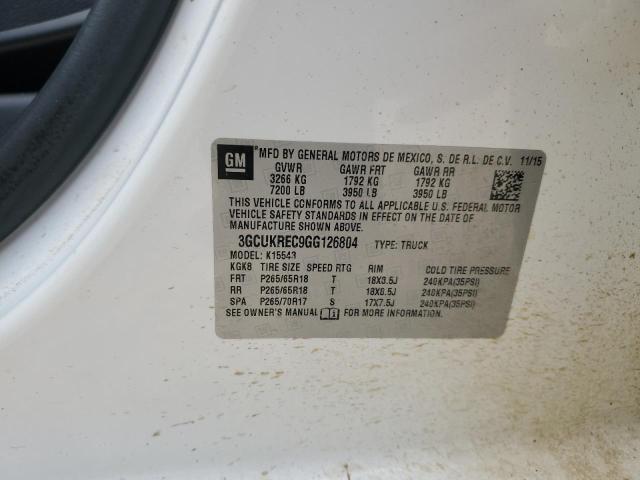 GM MFD BY GENERAL MOTORS DE MEXICO, S. DE R.L. DE C.V. 11/15
GVWR GAWR FRT GAWR RR
3266 KG 1792 KG 1792 KG
7200 LB 3950 LB 3950 LB
THIS VEHICLE CONFORMS TO ALL APPLICABLE U.S. FEDERAL MOTOR
VEHICLE SAFETY STANDARDS IN EFFECT ON THE DATE OF
MANUFACTURE SHOWN ABOVE.
3GCUKREC9GG126804 TYPE: TRUCK
MODEL: K15543
KGK8 TIRE SIZE SPEED RTG RIM COLD TIRE PRESSURE
FRT P265/65R18 T 18X8.5J 240KPA(35PSI)
RR P265/65R18 T 18X8.5J 240KPA(35PSI)
SPA P265/70R17 S 17X7.5J 240KPA(35PSI)
SEE OWNER'S MANUAL FOR MORE INFORMATION.